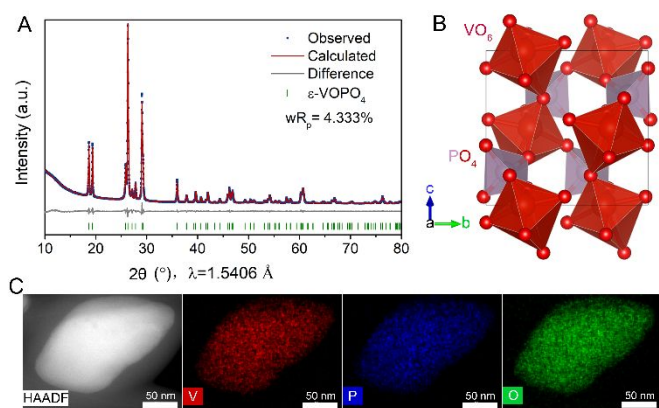 A
Observed
Calculated
Difference
ε-VOPO₄
wRₚ= 4.333%
Intensity (a.u.)
10 20 30 40 50 60 70 80
2θ (°), λ=1.5406 Å
B
VO₆
PO₄
c
a b
C
HAADF 50 nm V 50 nm P 50 nm O 50 nm